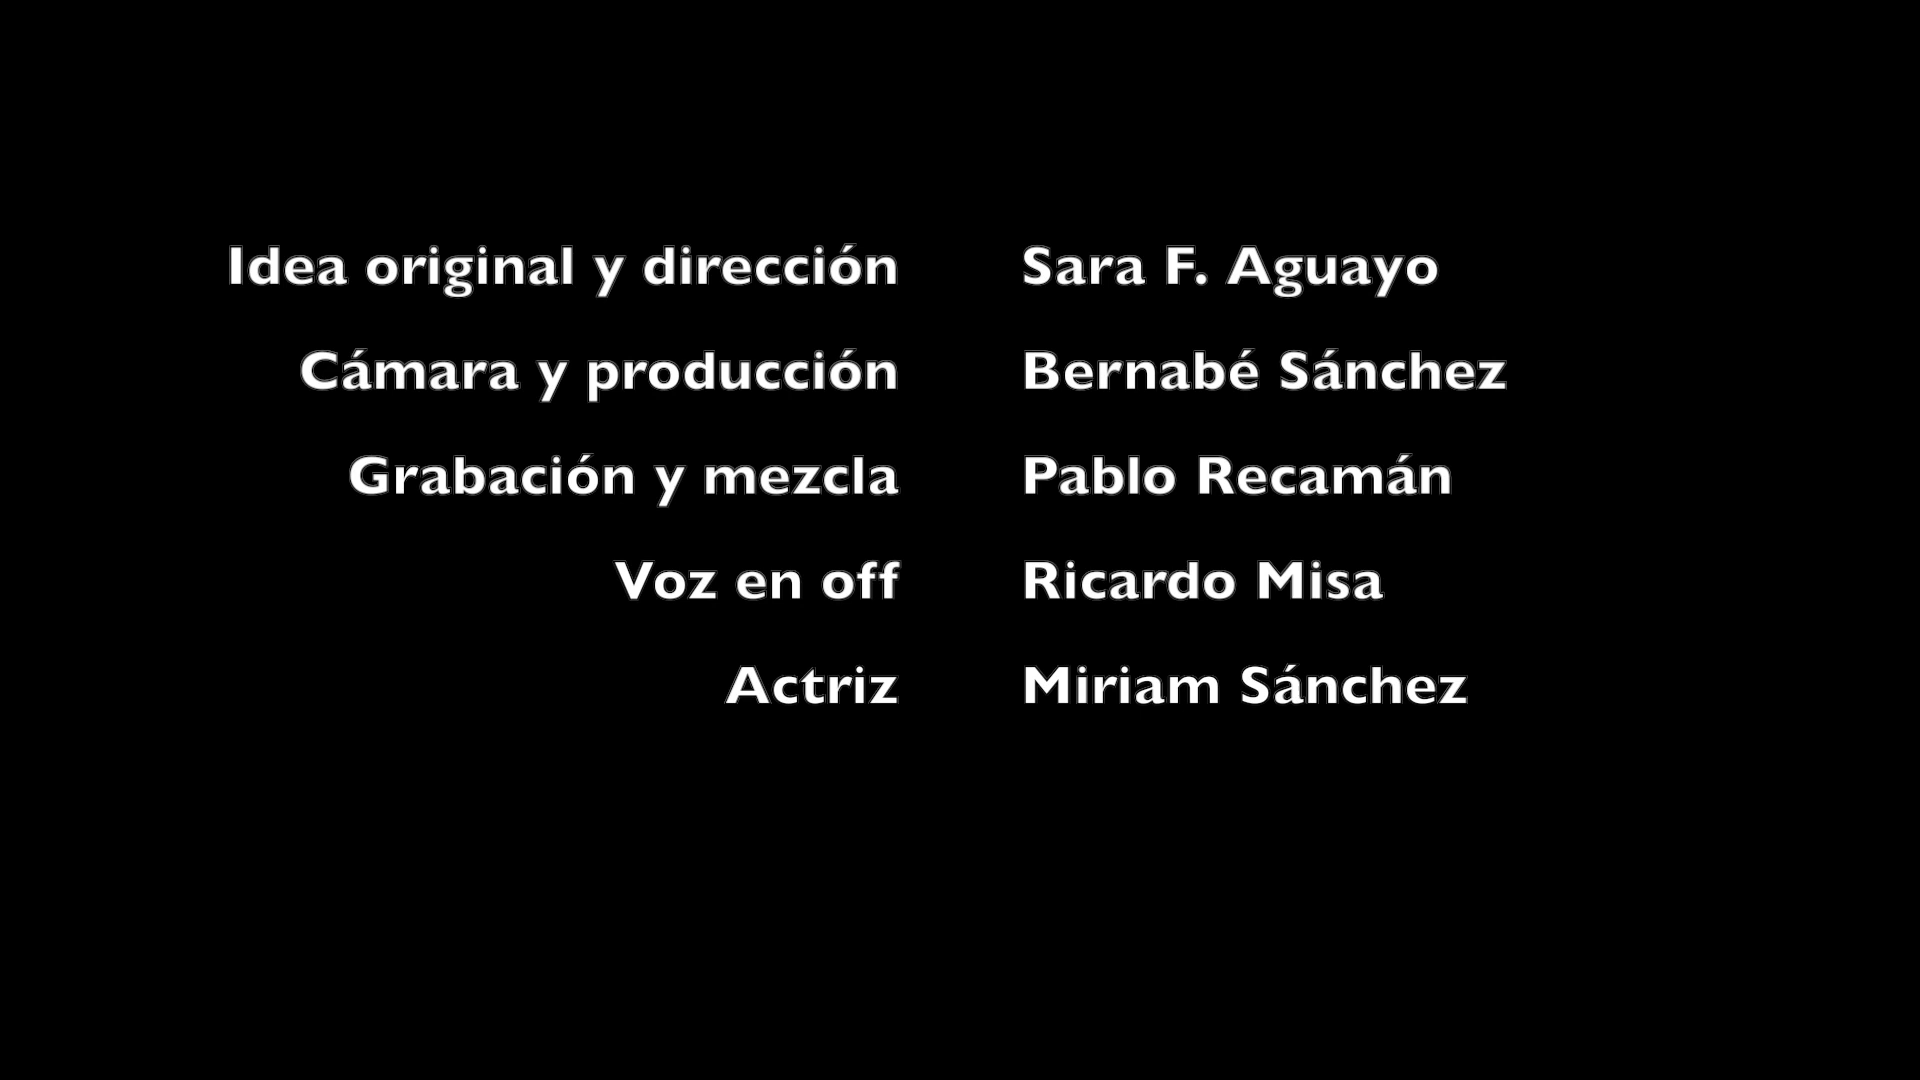 Idea original y dirección Sara F. Aguayo
Cámara y producción Bernabé Sánchez
Grabación y mezcla Pablo Recamán
Voz en off Ricardo Misa
Actriz Miriam Sánchez